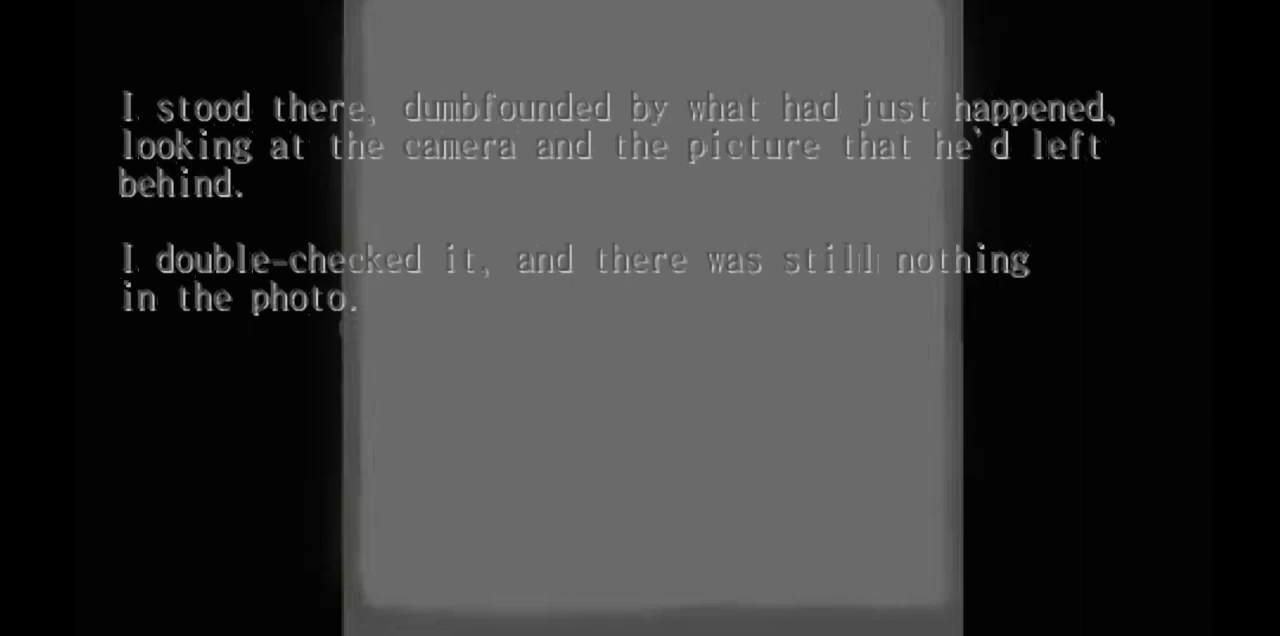 I stood there, dumbfounded by what had just happened,
looking at the camera and the picture that he'd left
behind.
I double-checked it, and there was still nothing
in the photo.